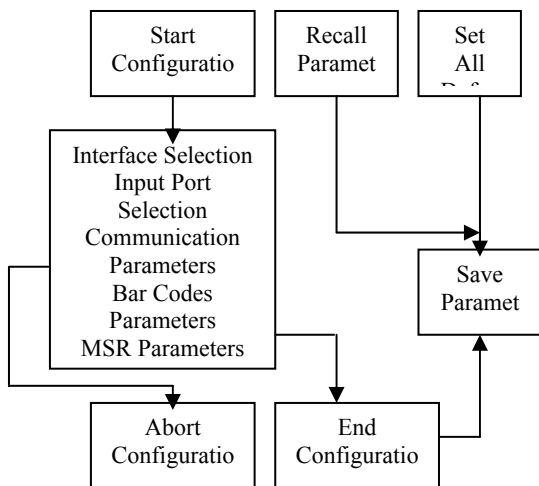 Start
Configuratio
Recall
Paramet
Set
All
Interface Selection
Input Port
Selection
Communication
Parameters
Bar Codes
Parameters
MSR Parameters
Save
Paramet
Abort
Configuratio
End
Configuratio